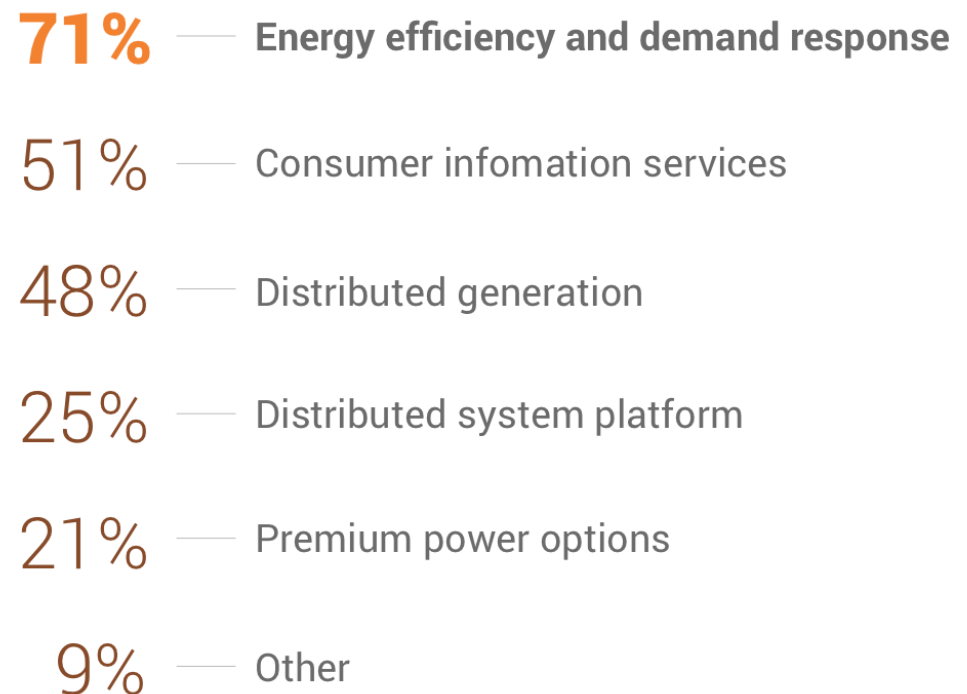 71% Energy efficiency and demand response
51% Consumer infomation services
48% Distributed generation
25% Distributed system platform
21% Premium power options
9% Other